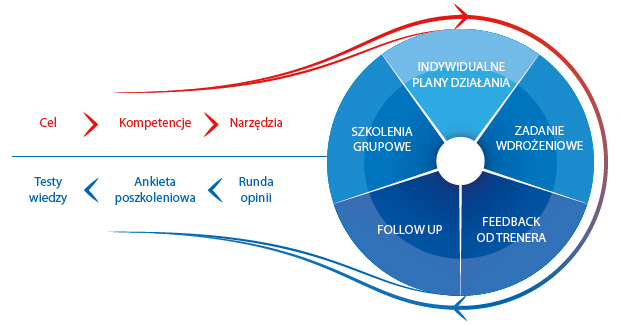 INDYWIDUALNE
PLANY DZIAŁANIA
SZKOLENIA
GRUPOWE
ZADANIE
WDROŻENIOWE
FOLLOW UP
FEEDBACK
OD TRENERA
Cel
Kompetencje
Narzędzia
Testy
wiedzy
Ankieta
poszkoleniowa
Runda
opinii